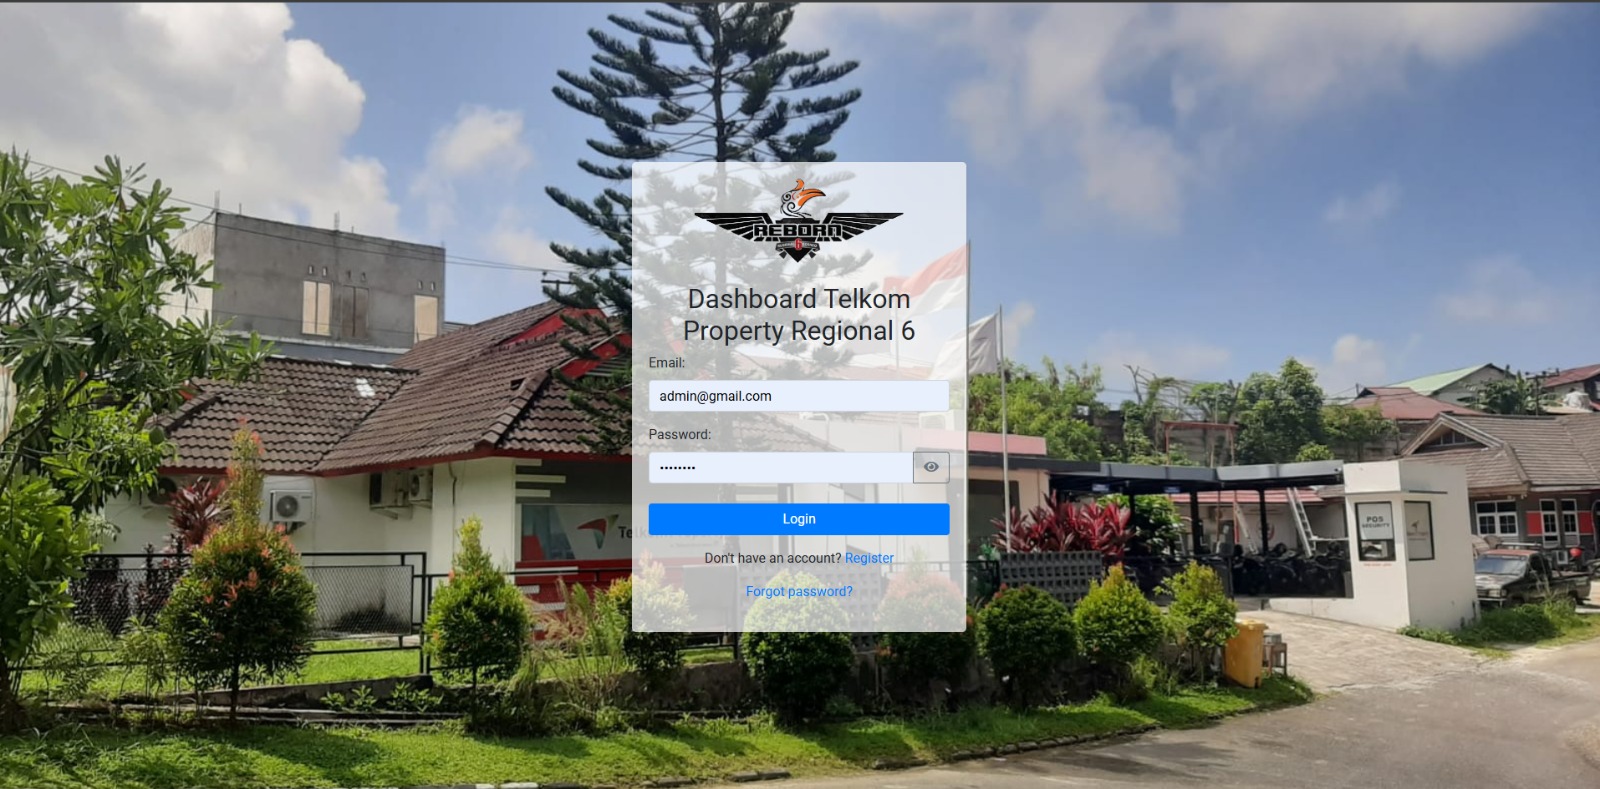 REBORN
6
Dashboard Telkom
Property Regional 6
Email:
admin@gmail.com
Password:
••••••••
Login
Don't have an account? Register
Forgot password?
POS
SECURITY